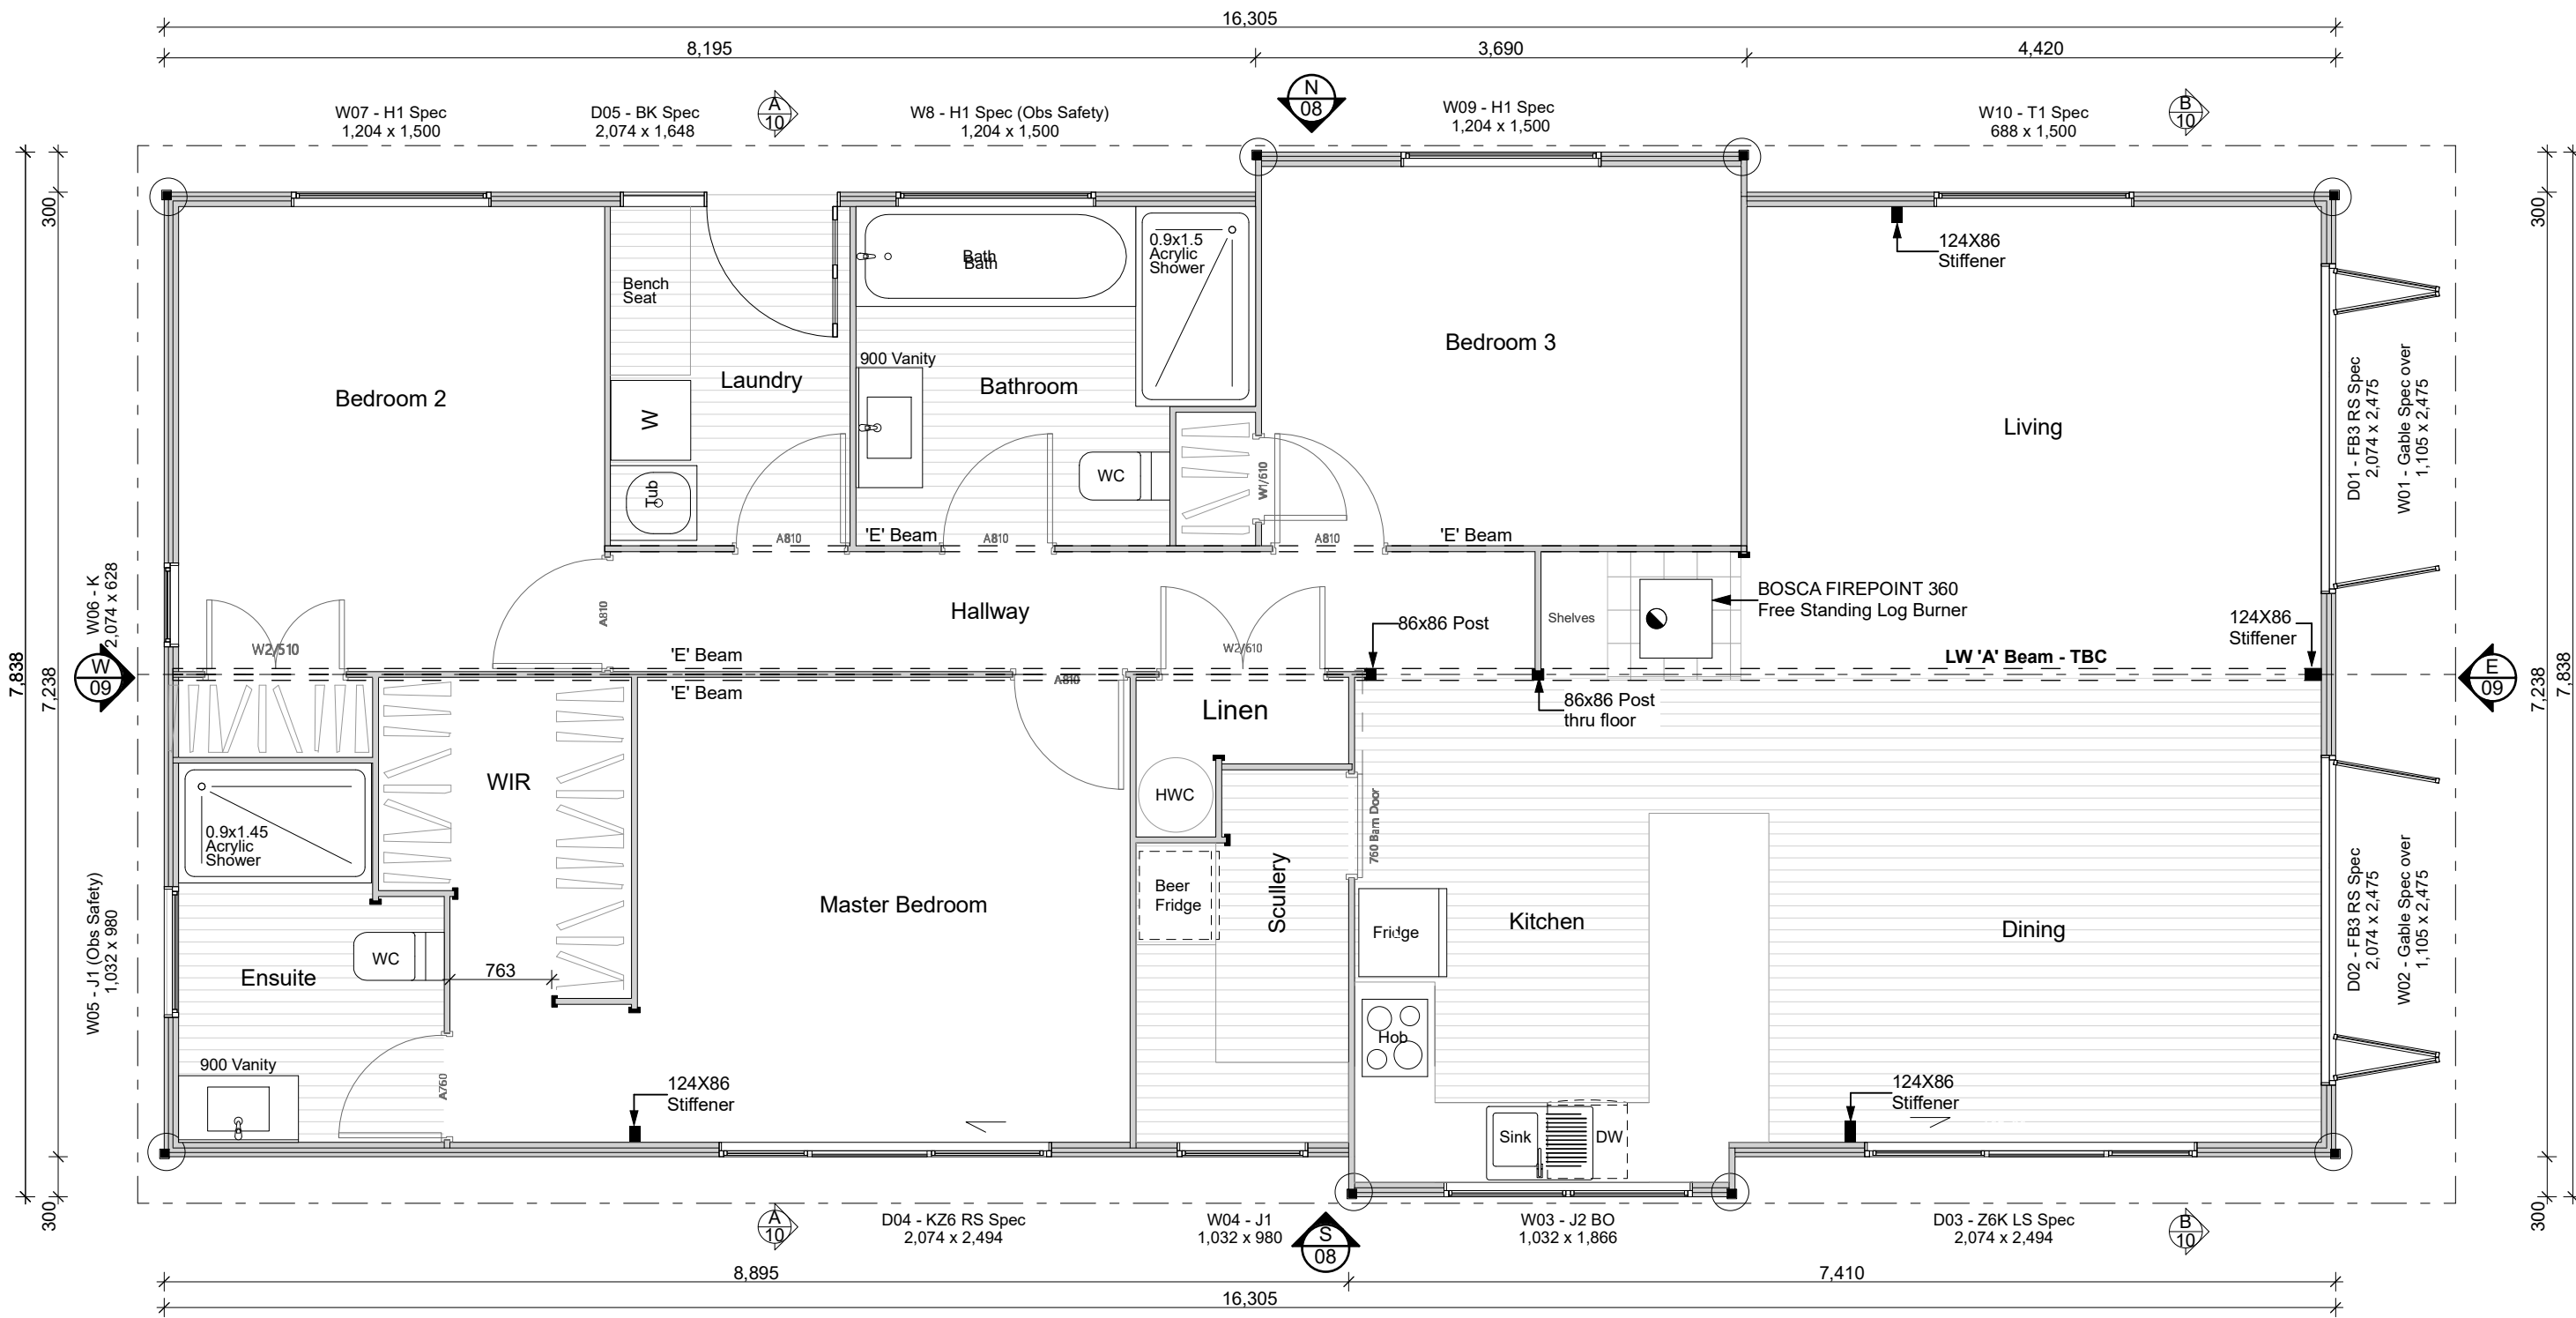 16,305
8,195
3,690
4,420
N
08
A
10
B
10
W07 - H1 Spec
1,204 x 1,500
D05 - BK Spec
2,074 x 1,648
W8 - H1 Spec (Obs Safety)
1,204 x 1,500
W09 - H1 Spec
1,204 x 1,500
W10 - T1 Spec
688 x 1,500
300
300
124X86
Stiffener
0.9x1.5
Acrylic
Shower
Bath
Bath
Bench
Seat
Bedroom 3
900 Vanity
Laundry
Bathroom
Bedroom 2
W
Living
D01 - FB3 RS Spec
2,074 x 2,475
W01 - Gable Spec over
1,105 x 2,475
WC
W1/610
Tub
A810
'E' Beam
A810
A810
'E' Beam
W06 - K
2,074 x 628
A810
Hallway
BOSCA FIREPOINT 360
Free Standing Log Burner
Shelves
86x86 Post
124X86
Stiffener
W2/510
'E' Beam
W2/610
LW 'A' Beam - TBC
W
09
E
09
7,838
7,238
7,238
7,838
'E' Beam
A810
86x86 Post
thru floor
Linen
WIR
HWC
760 Barn Door
0.9x1.45
Acrylic
Shower
Beer
Fridge
Scullery
Master Bedroom
Fridge
Kitchen
Dining
D02 - FB3 RS Spec
2,074 x 2,475
W02 - Gable Spec over
1,105 x 2,475
W05 - J1 (Obs Safety)
1,032 x 980
WC
Ensuite
763
Hob
900 Vanity
A760
124X86
Stiffener
124X86
Stiffener
Sink
DW
300
300
A
10
D04 - KZ6 RS Spec
2,074 x 2,494
W04 - J1
1,032 x 980
S
08
W03 - J2 BO
1,032 x 1,866
D03 - Z6K LS Spec
2,074 x 2,494
B
10
8,895
7,410
16,305